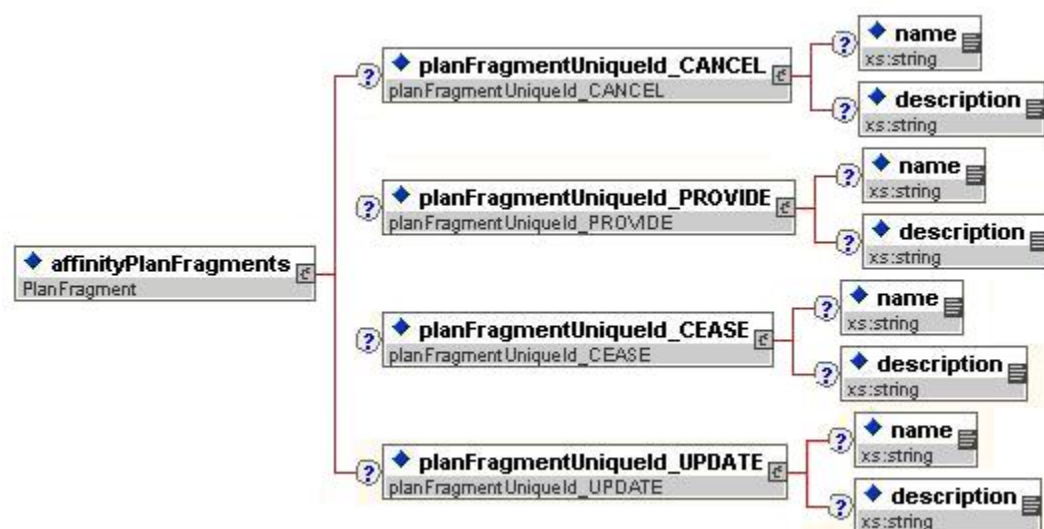 affinityPlanFragments
PlanFragment
?
planFragmentUniqueId_CANCEL
planFragmentUniqueId_CANCEL
?
name
xs:string
?
description
xs:string
?
planFragmentUniqueId_PROVIDE
planFragmentUniqueId_PROVIDE
?
name
xs:string
?
description
xs:string
?
planFragmentUniqueId_CEASE
planFragmentUniqueId_CEASE
?
name
xs:string
?
description
xs:string
?
planFragmentUniqueId_UPDATE
planFragmentUniqueId_UPDATE
?
name
xs:string
?
description
xs:string